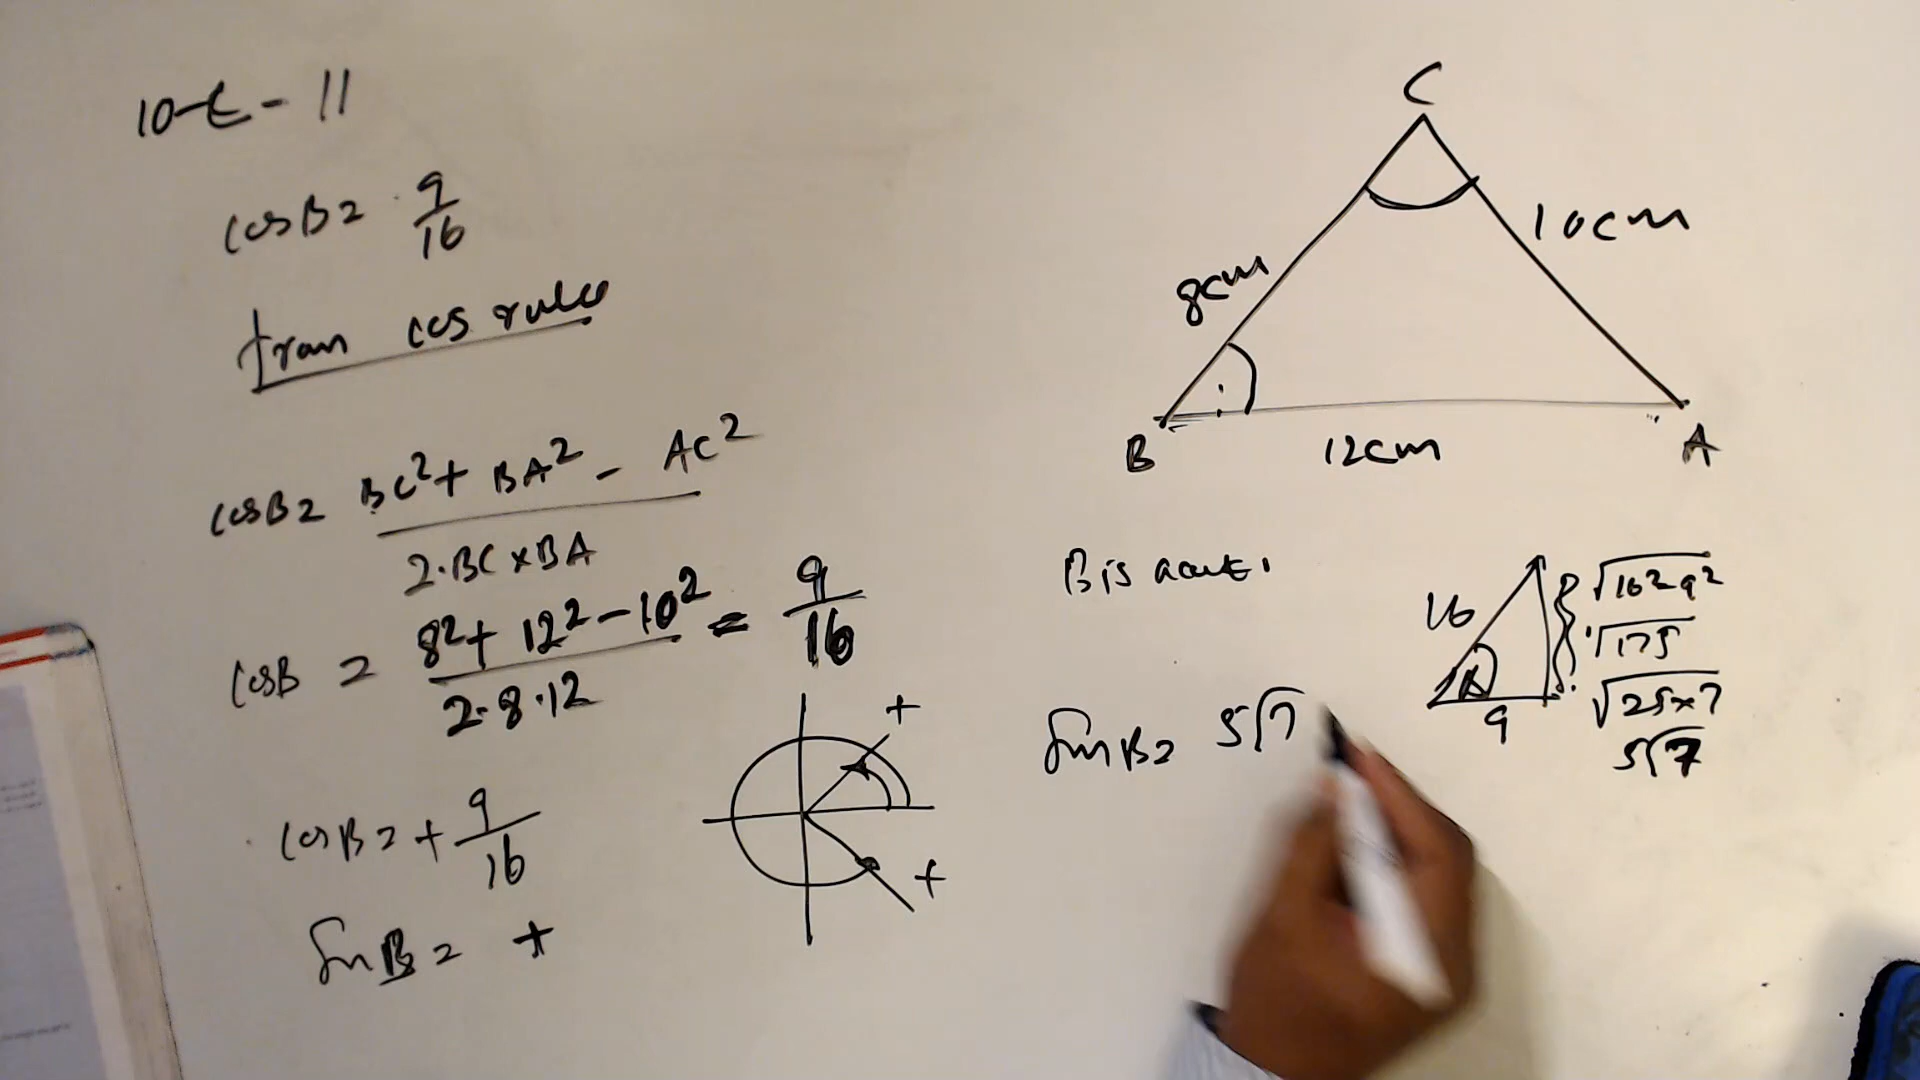 10-E-11
cosB= 9/16
from cos rule
cosB= BC²+ BA² - AC²
2.BC×BA
cosB = 8²+ 12²-10² = 9/16
2.8.12
cosB= + 9/16
SinB= +
+
+
C
10cm
8cm
B
12cm
A
B is acute.
16
B
9
√16²9²
√175
√25×7
5√7
SinB= 5√7